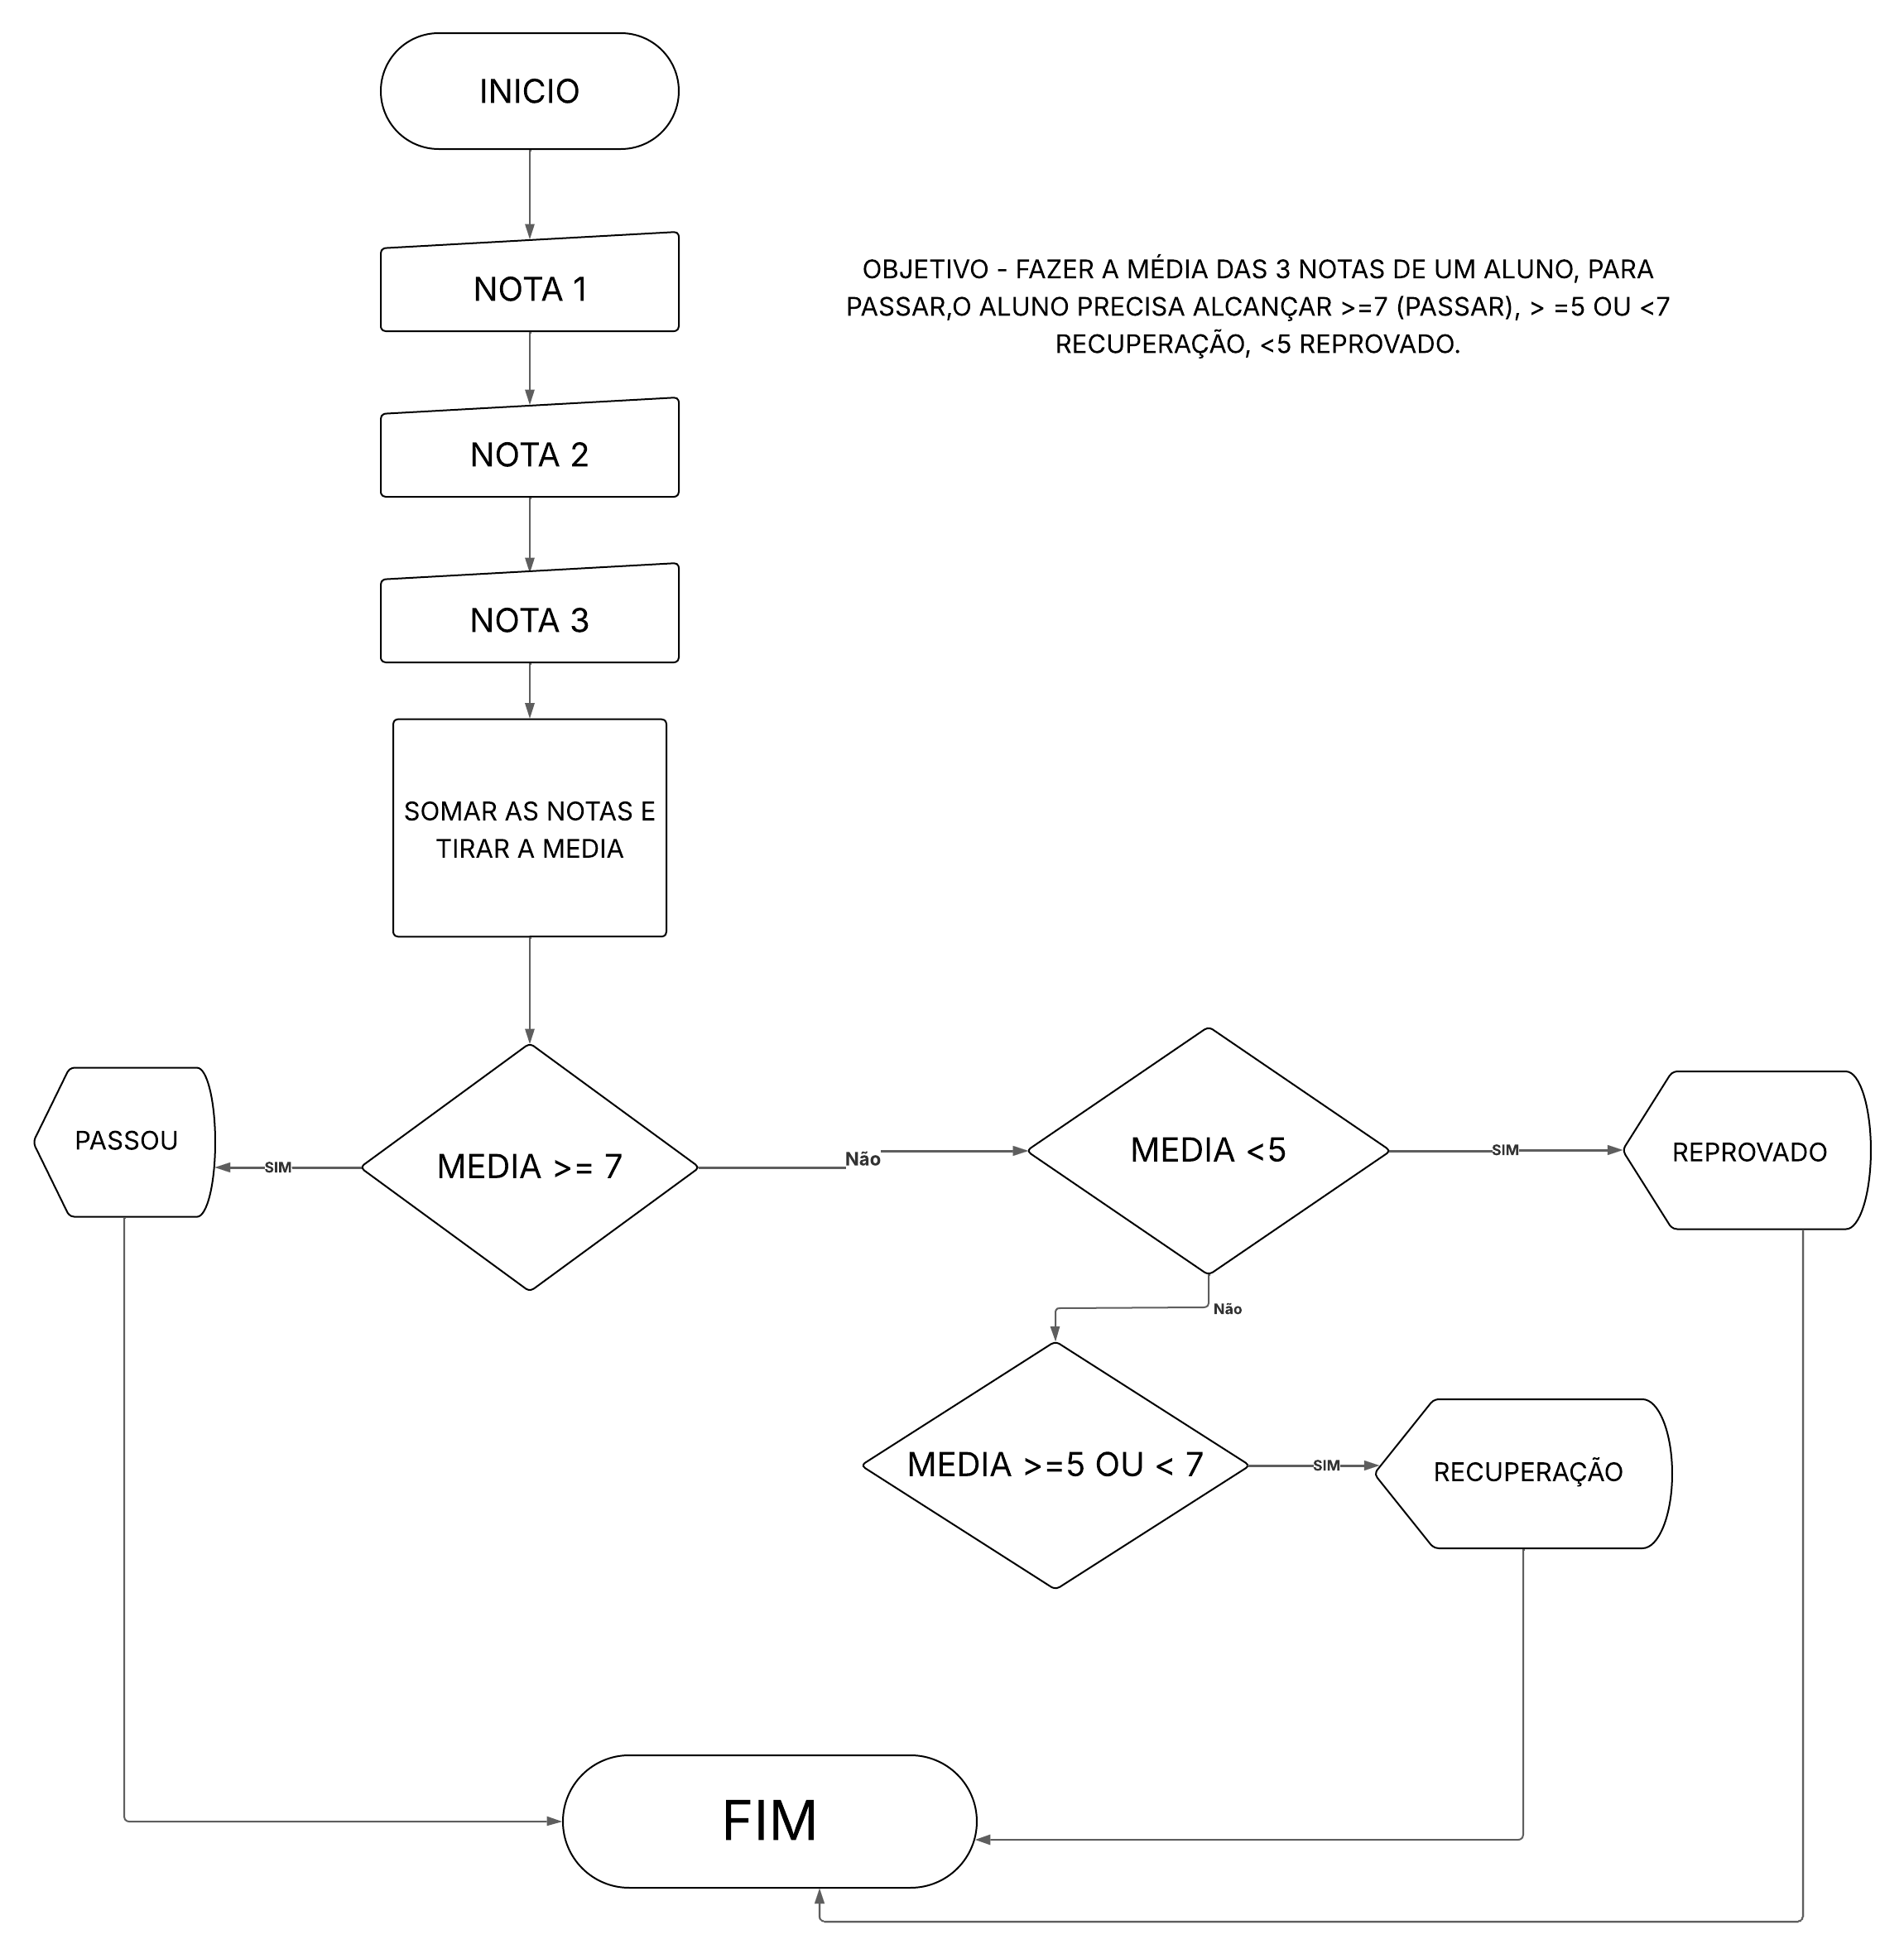 INICIO
NOTA 1
OBJETIVO - FAZER A MÉDIA DAS 3 NOTAS DE UM ALUNO, PARA
PASSAR,O ALUNO PRECISA ALCANÇAR >=7 (PASSAR), > =5 OU <7
RECUPERAÇÃO, <5 REPROVADO.
NOTA 2
NOTA 3
SOMAR AS NOTAS E
TIRAR A MEDIA
PASSOU
SIM
MEDIA >= 7
Não
MEDIA <5
SIM
REPROVADO
Não
MEDIA >=5 OU < 7
SIM
RECUPERAÇÃO
FIM